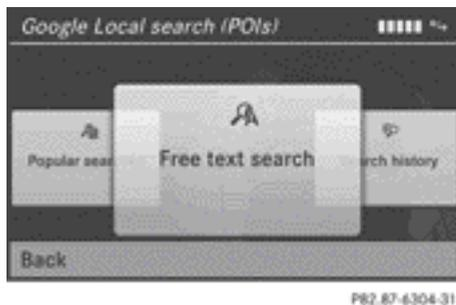 Google Local search (POIs)
Popular sear
Free text search
rch history
Back
P82.87-6304-31